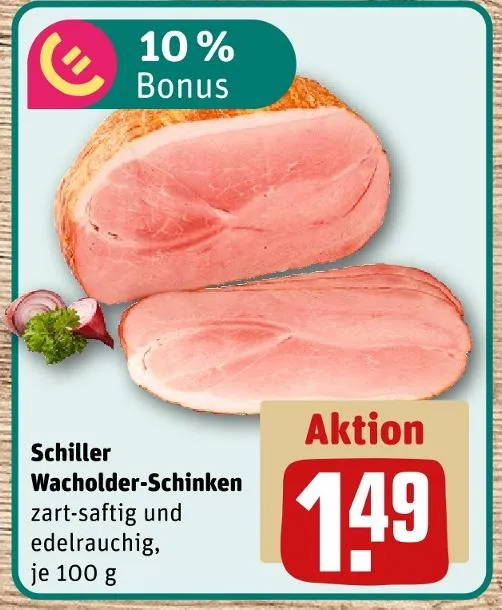 10 %
Bonus
Schiller
Wacholder-Schinken
zart-saftig und
edelrauchig,
je 100 g
Aktion
1.49